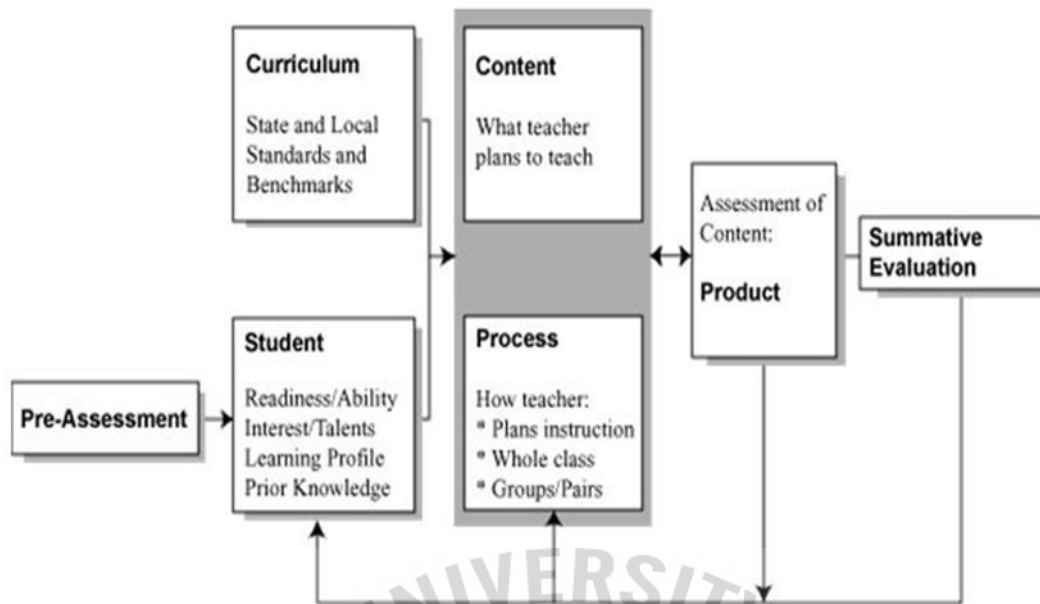 Curriculum
State and Local
Standards and
Benchmarks
Content
What teacher
plans to teach
Assessment of
Content:
Product
Summative
Evaluation
Pre-Assessment
Student
Readiness/Ability
Interest/Talents
Learning Profile
Prior Knowledge
Process
How teacher:
* Plans instruction
* Whole class
* Groups/Pairs